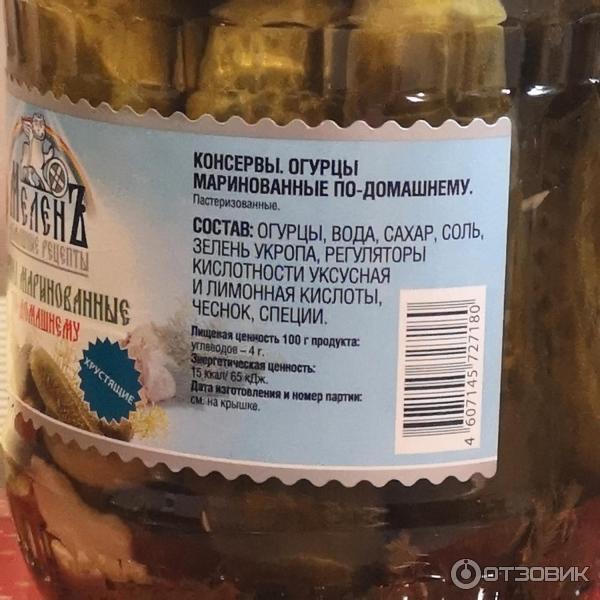 МЕЛЕНЪ
РЕЦЕПТЫ
МАРИНОВАННЫЕ
ДОМАШНЕМУ
ХРУСТЯЩИЕ
КОНСЕРВЫ. ОГУРЦЫ
МАРИНОВАННЫЕ ПО-ДОМАШНЕМУ.
Пастеризованные.
СОСТАВ: ОГУРЦЫ, ВОДА, САХАР, СОЛЬ,
ЗЕЛЕНЬ УКРОПА, РЕГУЛЯТОРЫ
КИСЛОТНОСТИ УКСУСНАЯ
И ЛИМОННАЯ КИСЛОТЫ,
ЧЕСНОК, СПЕЦИИ.
Пищевая ценность 100 г продукта:
углеводов – 4 г.
Энергетическая ценность:
15 ккал/ 65 кДж.
Дата изготовления и номер партии:
см. на крышке.
4 607145 727180
ОТЗОВИК